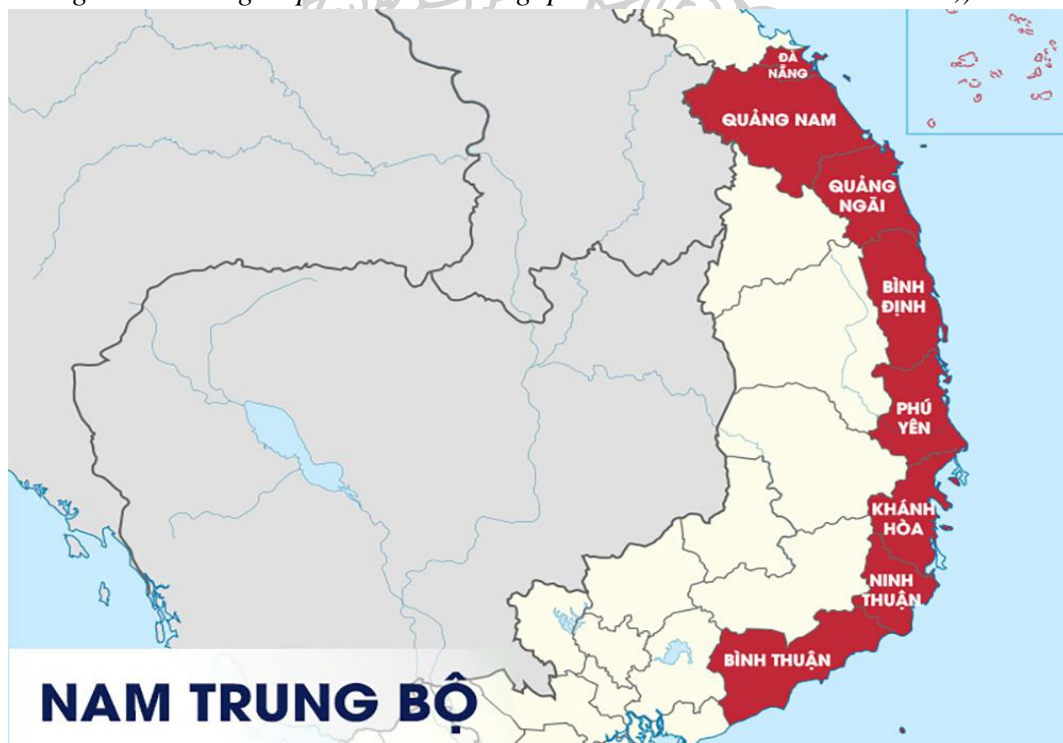 ĐÀ
NẴNG
QUẢNG NAM
QUẢNG
NGÃI
BÌNH
ĐỊNH
PHÚ
YÊN
KHÁNH
HÒA
NINH
THUẬN
BÌNH THUẬN
NAM TRUNG BỘ